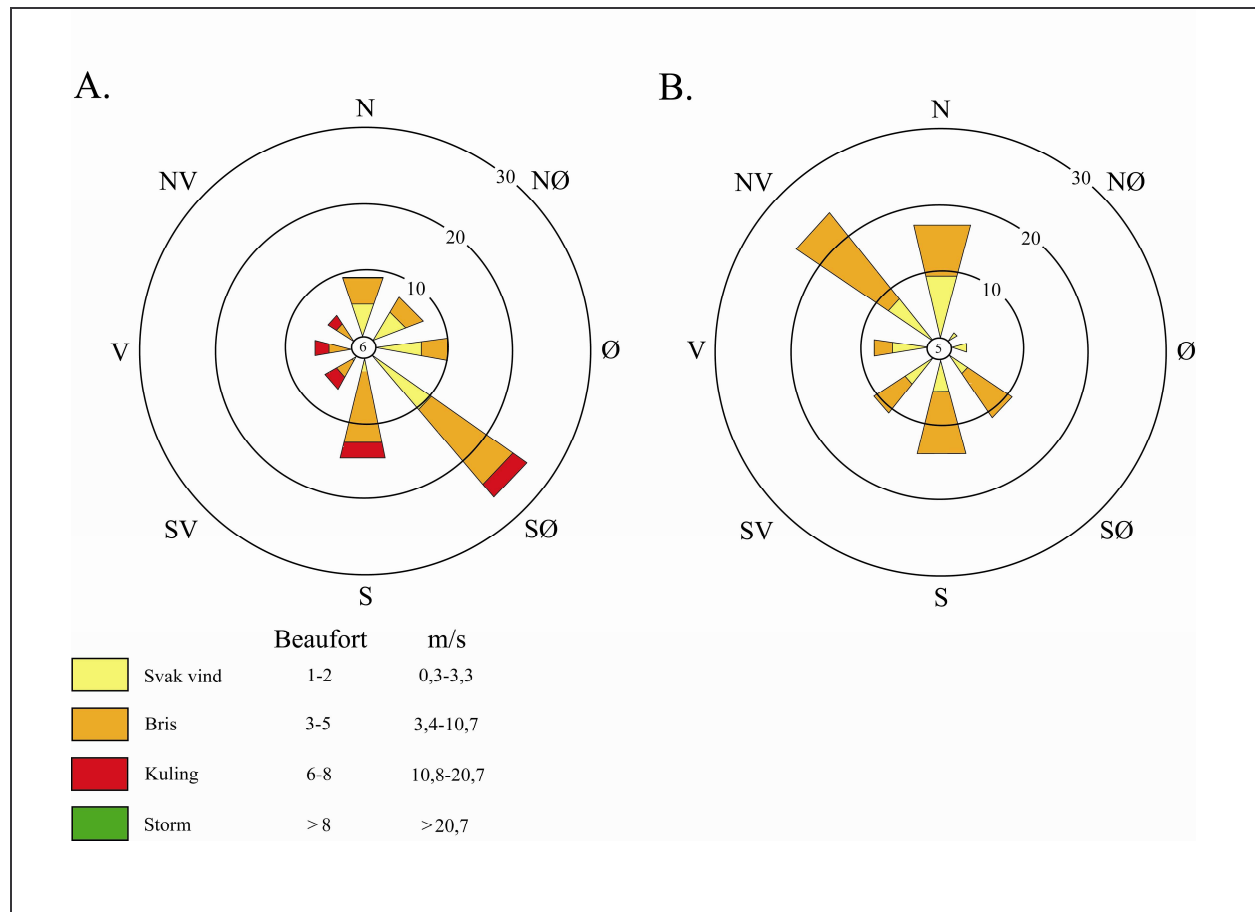 A.
B.
N
N
NV
30
NØ
NV
30
NØ
20
20
10
10
V
6
Ø
V
5
Ø
SV
SØ
SV
SØ
S
S
Beaufort m/s
Svak vind 1-2 0,3-3,3
Bris 3-5 3,4-10,7
Kuling 6-8 10,8-20,7
Storm >8 >20,7